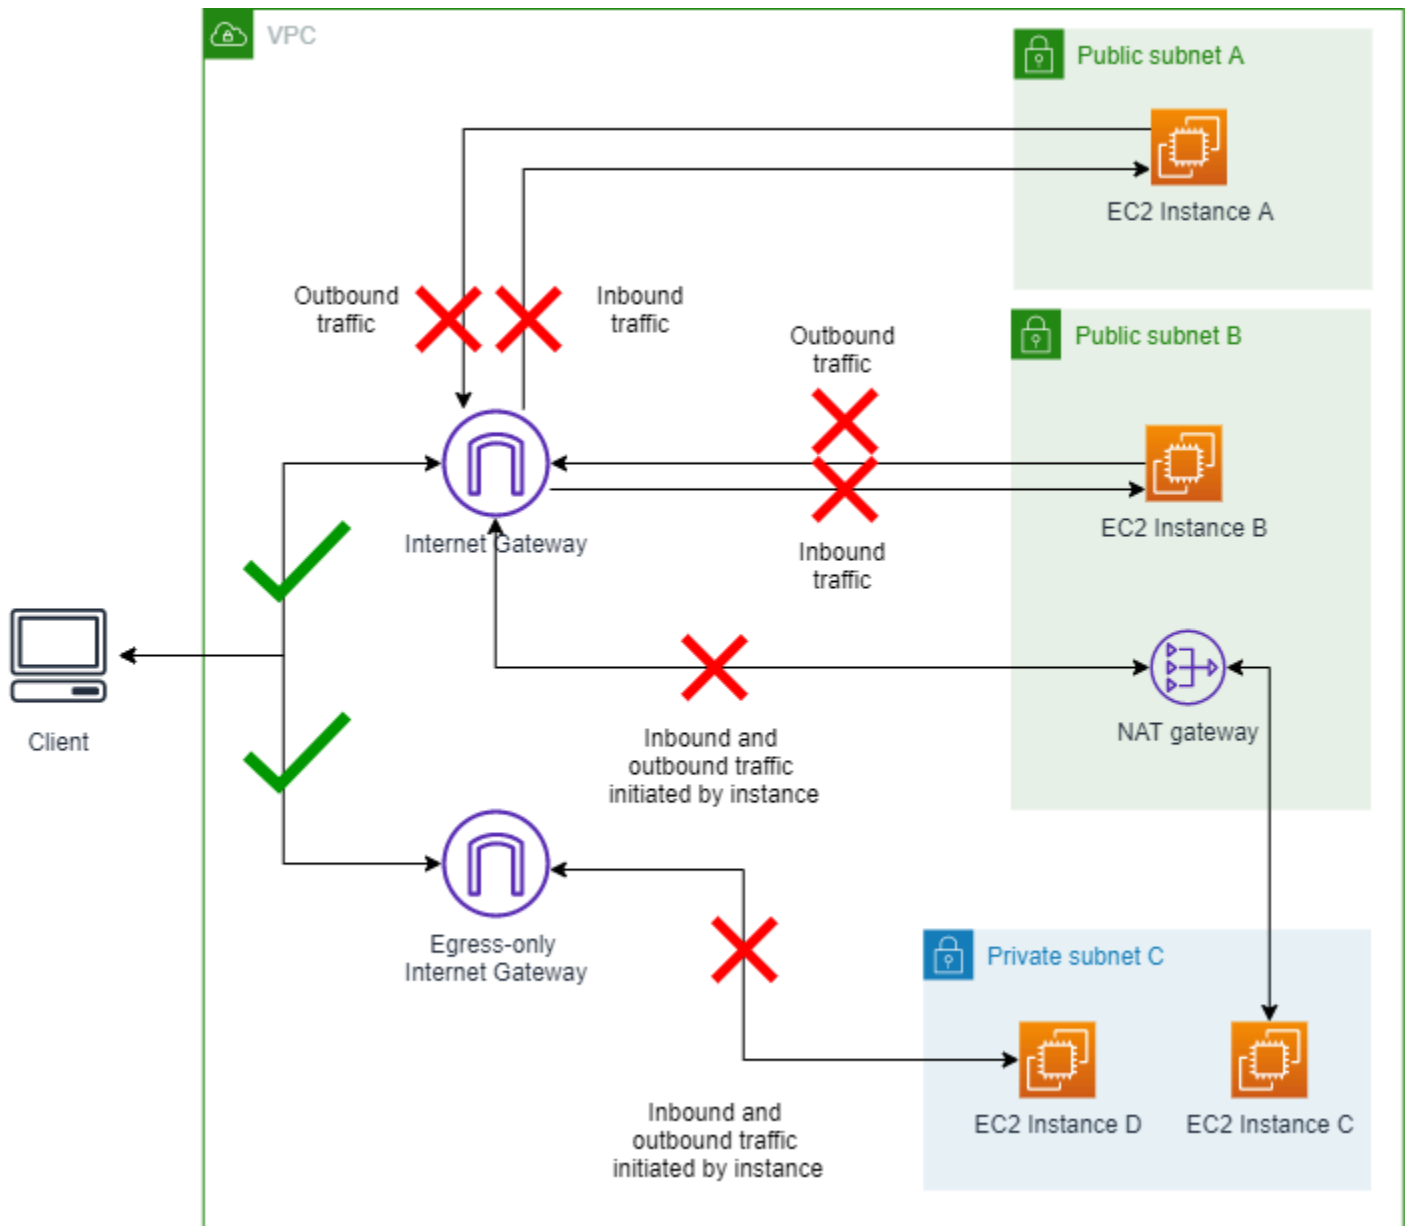 VPC
Public subnet A
EC2 Instance A
Outbound
traffic
Inbound
traffic
Public subnet B
Outbound
traffic
EC2 Instance B
Internet Gateway
Inbound
traffic
Client
NAT gateway
Inbound and
outbound traffic
initiated by instance
Egress-only
Internet Gateway
Private subnet C
EC2 Instance D
EC2 Instance C
Inbound and
outbound traffic
initiated by instance